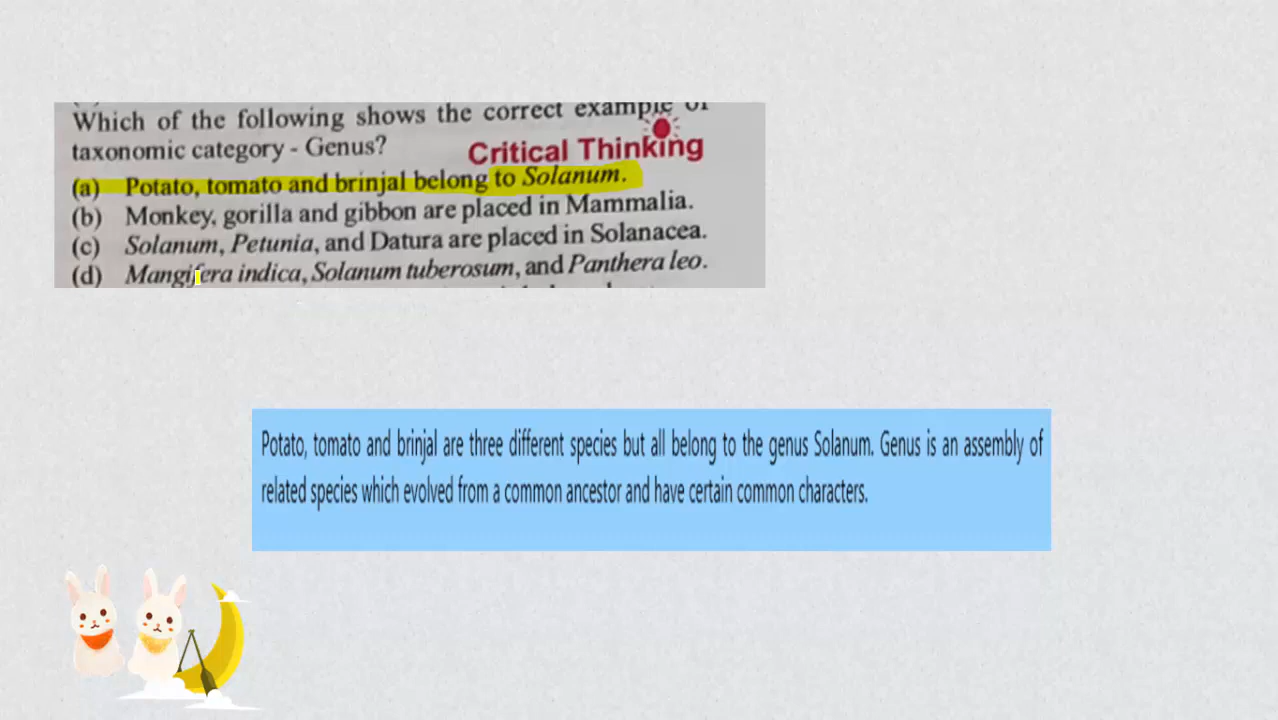 Which of the following shows the correct example of
taxonomic category - Genus?
Critical Thinking
(a) Potato, tomato and brinjal belong to Solanum.
(b) Monkey, gorilla and gibbon are placed in Mammalia.
(c) Solanum, Petunia, and Datura are placed in Solanacea.
(d) Mangifera indica, Solanum tuberosum, and Panthera leo.
Potato, tomato and brinjal are three different species but all belong to the genus Solanum. Genus is an assembly of
related species which evolved from a common ancestor and have certain common characters.